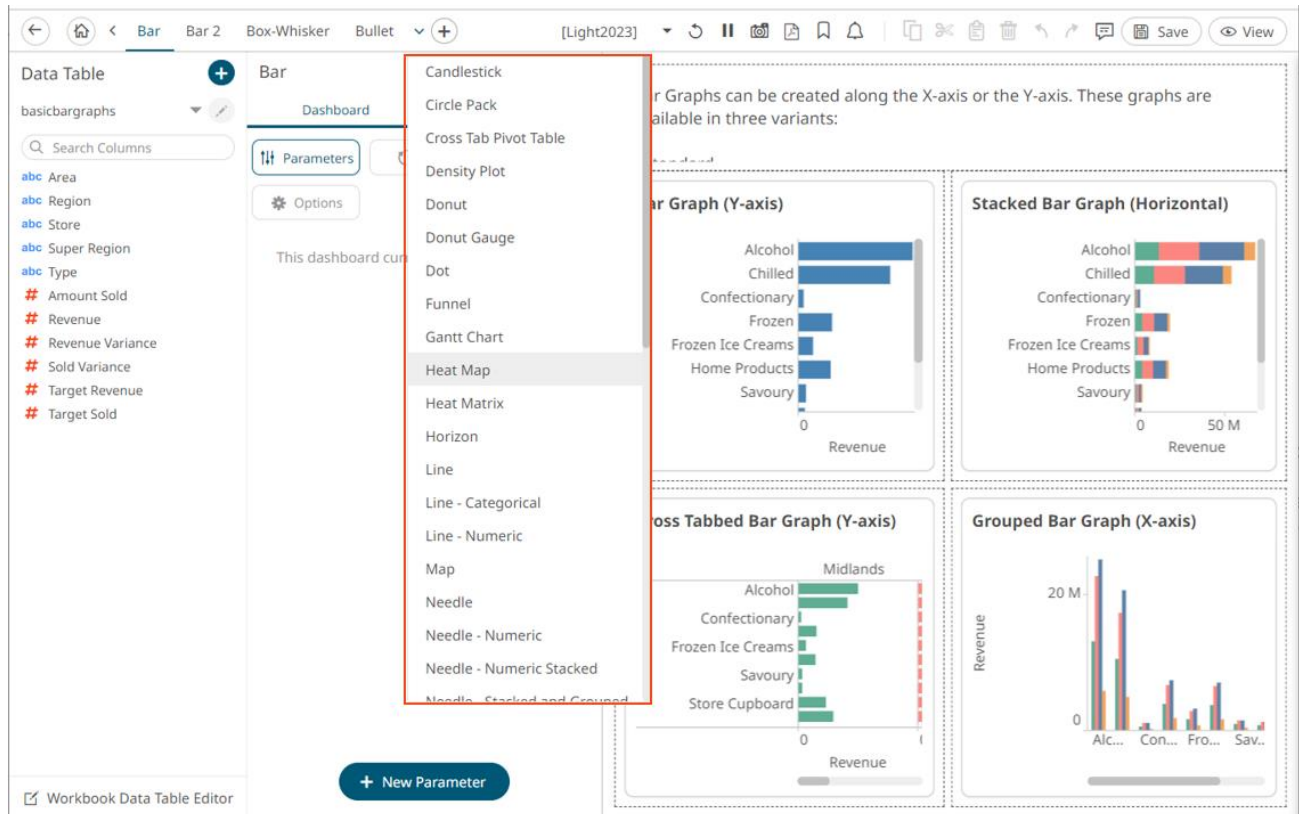 Bar Bar 2 Box-Whisker Bullet [Light2023] Save View
Data Table
basicbargraphs
Search Columns
abc Area
abc Region
abc Store
abc Super Region
abc Type
# Amount Sold
# Revenue
# Revenue Variance
# Sold Variance
# Target Revenue
# Target Sold
Workbook Data Table Editor
Bar
Dashboard
Parameters
Options
This dashboard cur
+ New Parameter
Candlestick
Circle Pack
Cross Tab Pivot Table
Density Plot
Donut
Donut Gauge
Dot
Funnel
Gantt Chart
Heat Map
Heat Matrix
Horizon
Line
Line - Categorical
Line - Numeric
Map
Needle
Needle - Numeric
Needle - Numeric Stacked
Needle - Stacked and Grouped
r Graphs can be created along the X-axis or the Y-axis. These graphs are
ailable in three variants:
ar Graph (Y-axis)
Alcohol
Chilled
Confectionary
Frozen
Frozen Ice Creams
Home Products
Savoury
0
Revenue
Stacked Bar Graph (Horizontal)
Alcohol
Chilled
Confectionary
Frozen
Frozen Ice Creams
Home Products
Savoury
0 50 M
Revenue
ross Tabbed Bar Graph (Y-axis)
Midlands
Alcohol
Confectionary
Frozen Ice Creams
Savoury
Store Cupboard
0
Revenue
Grouped Bar Graph (X-axis)
Revenue
20 M
0
Alc... Con... Fro... Sav..